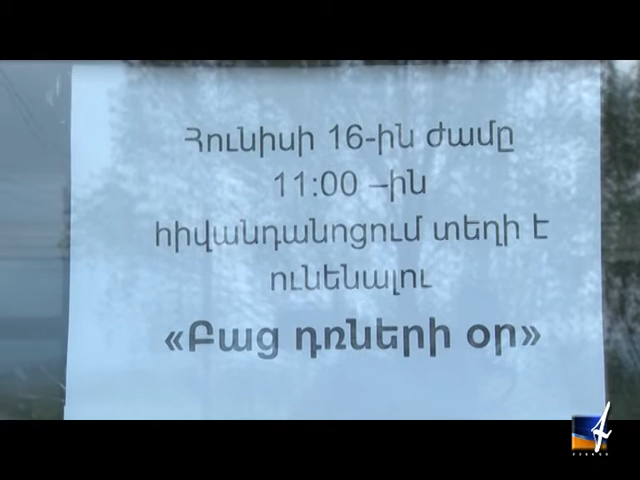 Հունիսի 16-ին ժամը
11:00 –ին
հիվանդանոցում տեղի է
ունենալու
«Բաց դռների օր»